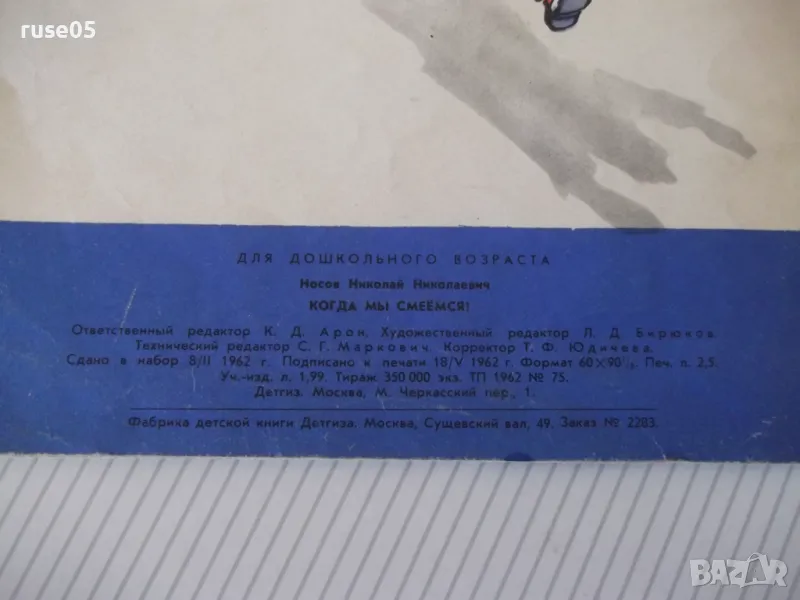 ruse05
ДЛЯ ДОШКОЛЬНОГО ВОЗРАСТА
Носов Николай Николаевич
КОГДА МЫ СМЕЁМСЯ!
Ответственный редактор К. Д. Арон. Художественный редактор Л. Д. Бирюков.
Технический редактор С. Г. Маркович. Корректор Т. Ф. Юдичева.
Сдано в набор 8/II 1962 г. Подписано к печати 18/V 1962 г. Формат 60×90 1/8. Печ. л. 2,5.
Уч.-изд. л. 1,99. Тираж 350 000 экз. ТП 1962 № 75.
Детгиз. Москва, М. Черкасский пер., 1.
Фабрика детской книги Детгиза. Москва, Сущевский вал, 49. Заказ № 2283.
BAZAR